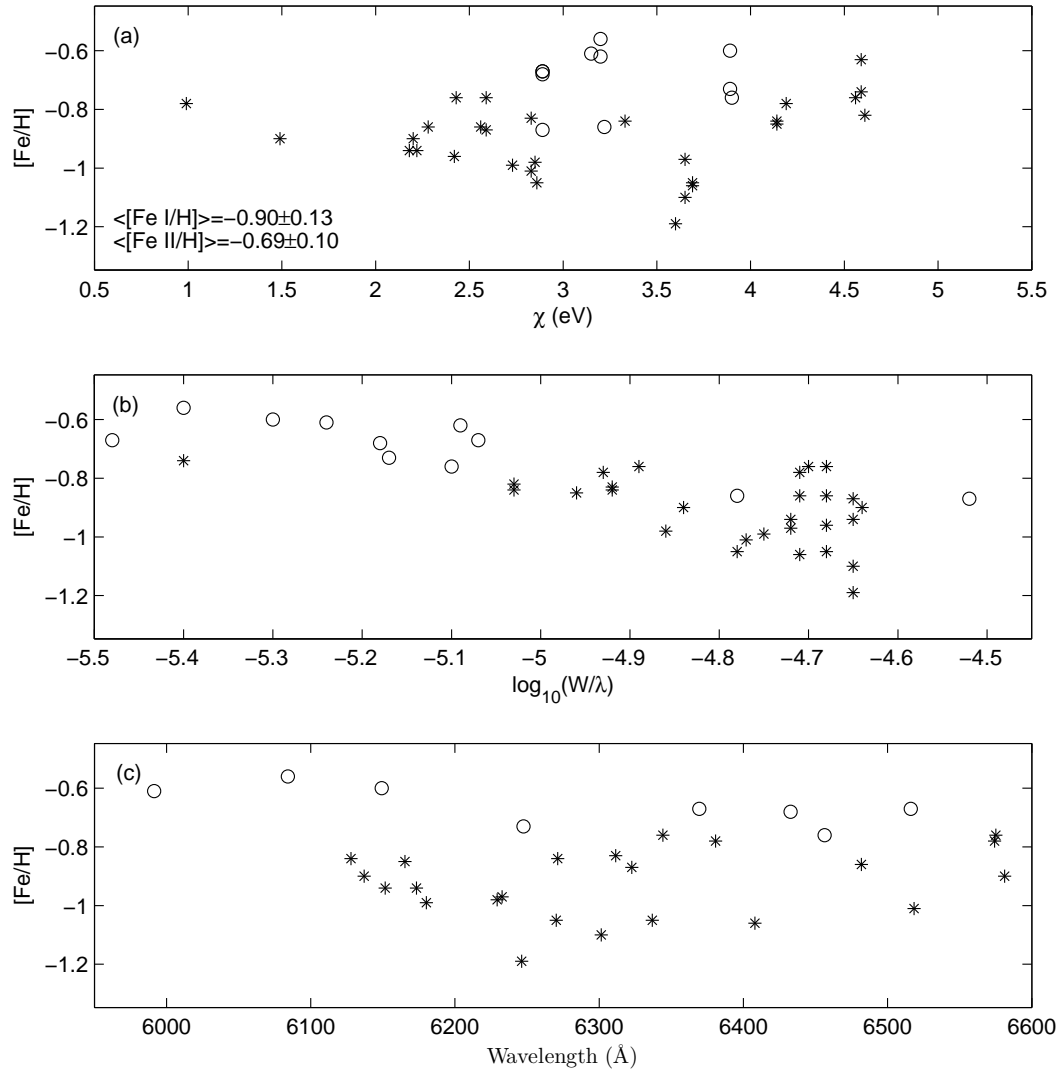 (a)
−0.6
−0.8
−1
−1.2
[Fe/H]
<[Fe I/H]>=−0.90±0.13
<[Fe II/H]>=−0.69±0.10
0.5 1 1.5 2 2.5 3 3.5 4 4.5 5 5.5
χ (eV)
(b)
−0.6
−0.8
−1
−1.2
[Fe/H]
−5.5 −5.4 −5.3 −5.2 −5.1 −5 −4.9 −4.8 −4.7 −4.6 −4.5
log10(W/λ)
(c)
−0.6
−0.8
−1
−1.2
[Fe/H]
6000 6100 6200 6300 6400 6500 6600
Wavelength (Å)